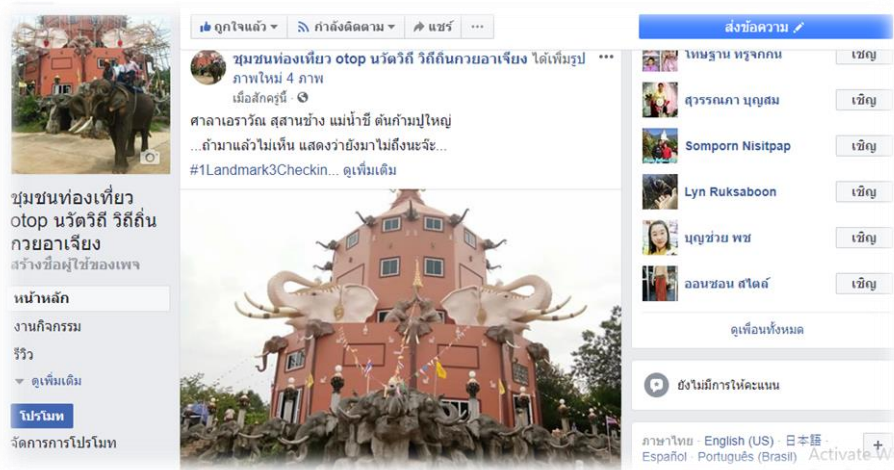 ถูกใจแล้ว
กำลังติดตาม
แชร์
ส่งข้อความ
ชุมชนท่องเที่ยว otop นวัตวิถี วิถีถิ่นกวยอาเจียง ได้เพิ่มรูป
ภาพใหม่ 4 ภาพ
เมื่อสักครู่นี้ ·
ศาลาเอราวัณ สุสานช้าง แม่น้ำชี ต้นก้ามปูใหญ่
...ถ้ามาแล้วไม่เห็น แสดงว่ายังมาไม่ถึงนะจ๊ะ...
#1Landmark3Checkin... ดูเพิ่มเติม
ชุมชนท่องเที่ยว
otop นวัตวิถี วิถีถิ่น
กวยอาเจียง
สร้างชื่อผู้ใช้ของเพจ
หน้าหลัก
งานกิจกรรม
รีวิว
ดูเพิ่มเติม
โปรโมท
จัดการการโปรโมท
เชิญ
สุวรรณภา บุญสม
เชิญ
Somporn Nisitpap
เชิญ
Lyn Ruksaboon
เชิญ
บุญช่วย พช
เชิญ
ออนซอน สไตล์
เชิญ
ดูเพื่อนทั้งหมด
ยังไม่มีการให้คะแนน
ภาษาไทย · English (US) · 日本語 ·
Español · Português (Brasil)
Activate W